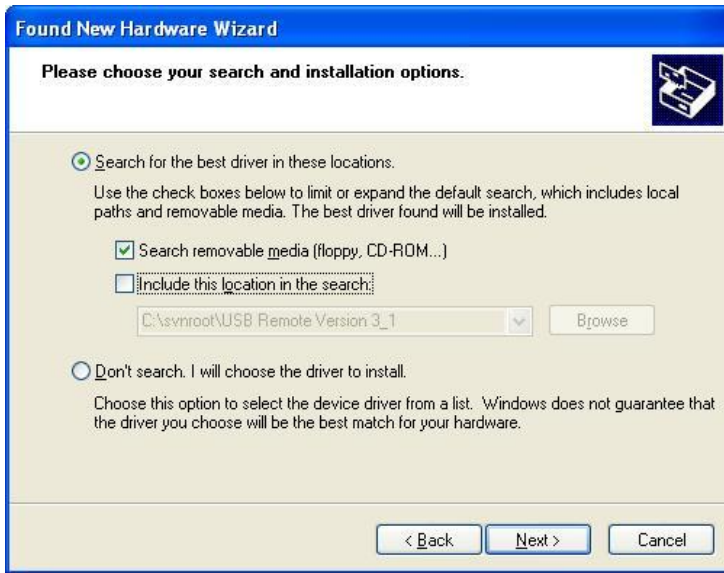 Found New Hardware Wizard
Please choose your search and installation options.
Search for the best driver in these locations.
Use the check boxes below to limit or expand the default search, which includes local
paths and removable media. The best driver found will be installed.
Search removable media (floppy, CD-ROM...)
Include this location in the search:
C:\svnroot\USB Remote Version 3_1
Browse
Don't search. I will choose the driver to install.
Choose this option to select the device driver from a list. Windows does not guarantee that
the driver you choose will be the best match for your hardware.
< Back
Next >
Cancel